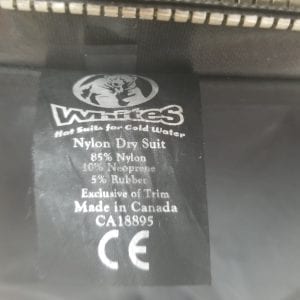 WHITES
Hot Suits for Cold Water
Nylon Dry Suit
85% Nylon
10% Neoprene
5% Rubber
Exclusive of Trim
Made in Canada
CA18895
CE